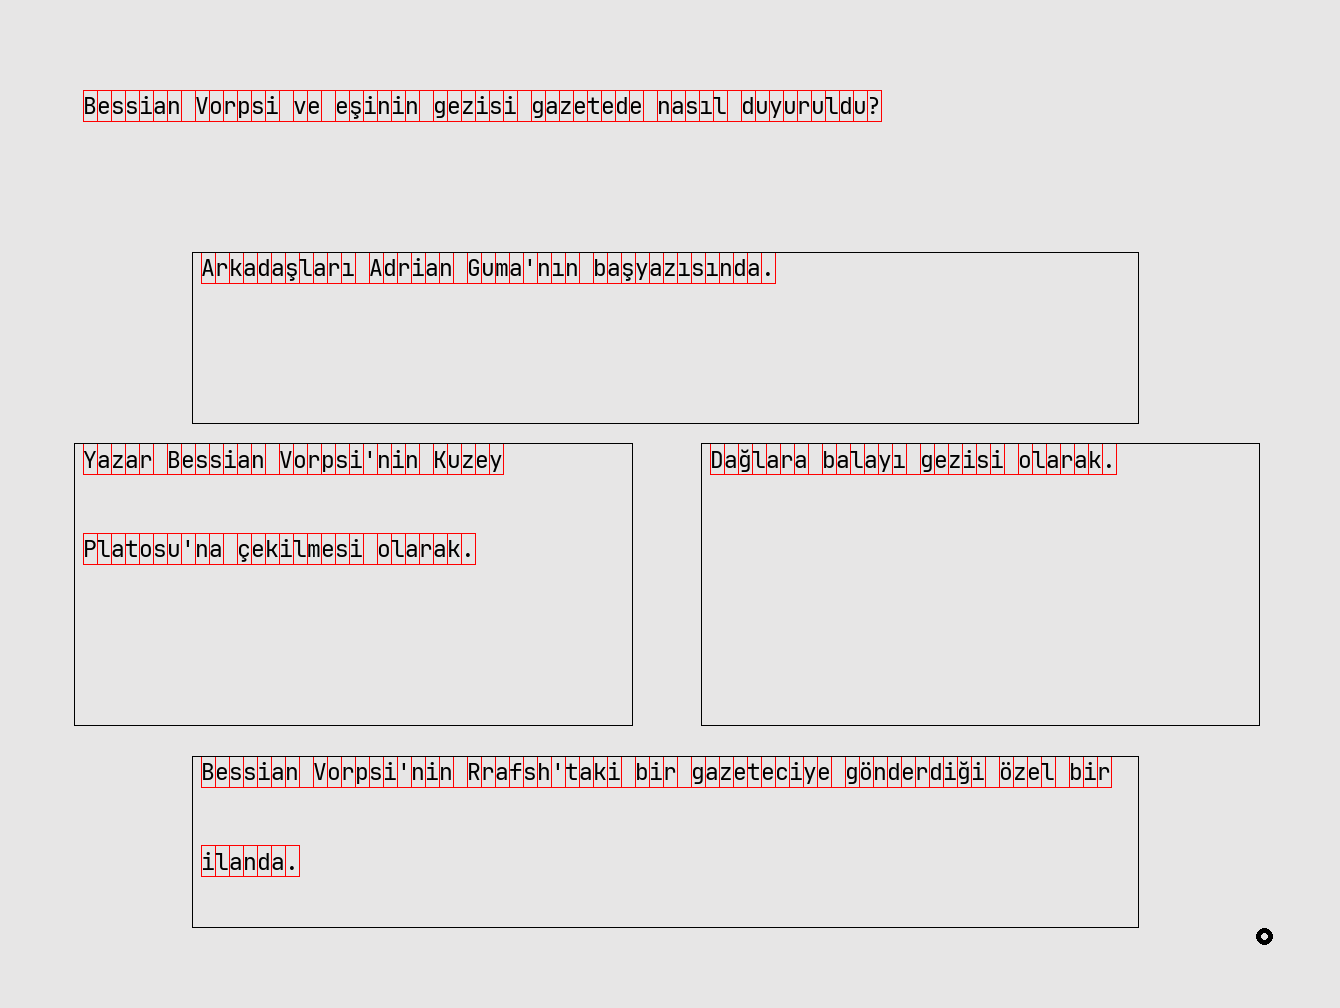 Bessian Vorpsi ve eşinin gezisi gazetede nasıl duyuruldu?
Arkadaşları Adrian Guma'nın başyazısında.
Yazar Bessian Vorpsi'nin Kuzey
Platosu'na çekilmesi olarak.
Dağlara balayı gezisi olarak.
Bessian Vorpsi'nin Rrafsh'taki bir gazeteciye gönderdiği özel bir
ilanda.